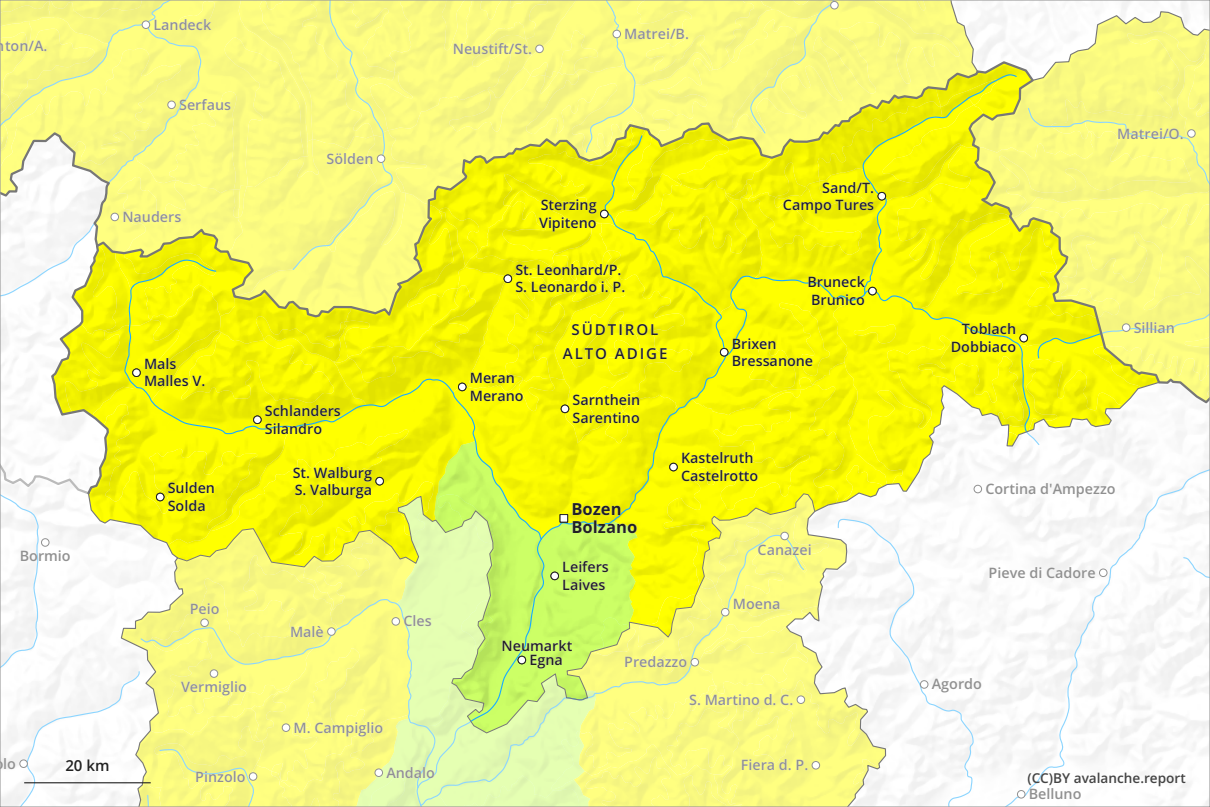 Landeck
nton/A.
Neustift/St.
Matrei/B.
Serfaus
Matrei/O.
Sölden
Nauders
Sand/T.
Campo Tures
Sterzing
Vipiteno
St. Leonhard/P.
S. Leonardo i. P.
Bruneck
Brunico
SÜDTIROL
ALTO ADIGE
Toblach
Dobbiaco
Sillian
Brixen
Bressanone
Mals
Malles V.
Meran
Merano
Sarnthein
Sarentino
Schlanders
Silandro
Kastelruth
Castelrotto
St. Walburg
S. Valburga
Sulden
Solda
Cortina d'Ampezzo
Bozen
Bolzano
Bormio
Canazei
Leifers
Laives
Pieve di Cadore
Peio
Moena
Cles
Malè
Neumarkt
Egna
Predazzo
Vermiglio
Agordo
S. Martino d. C.
M. Campiglio
olo
20 km
Pinzolo
Andalo
Fiera d. P.
(CC)BY avalanche.report
Belluno